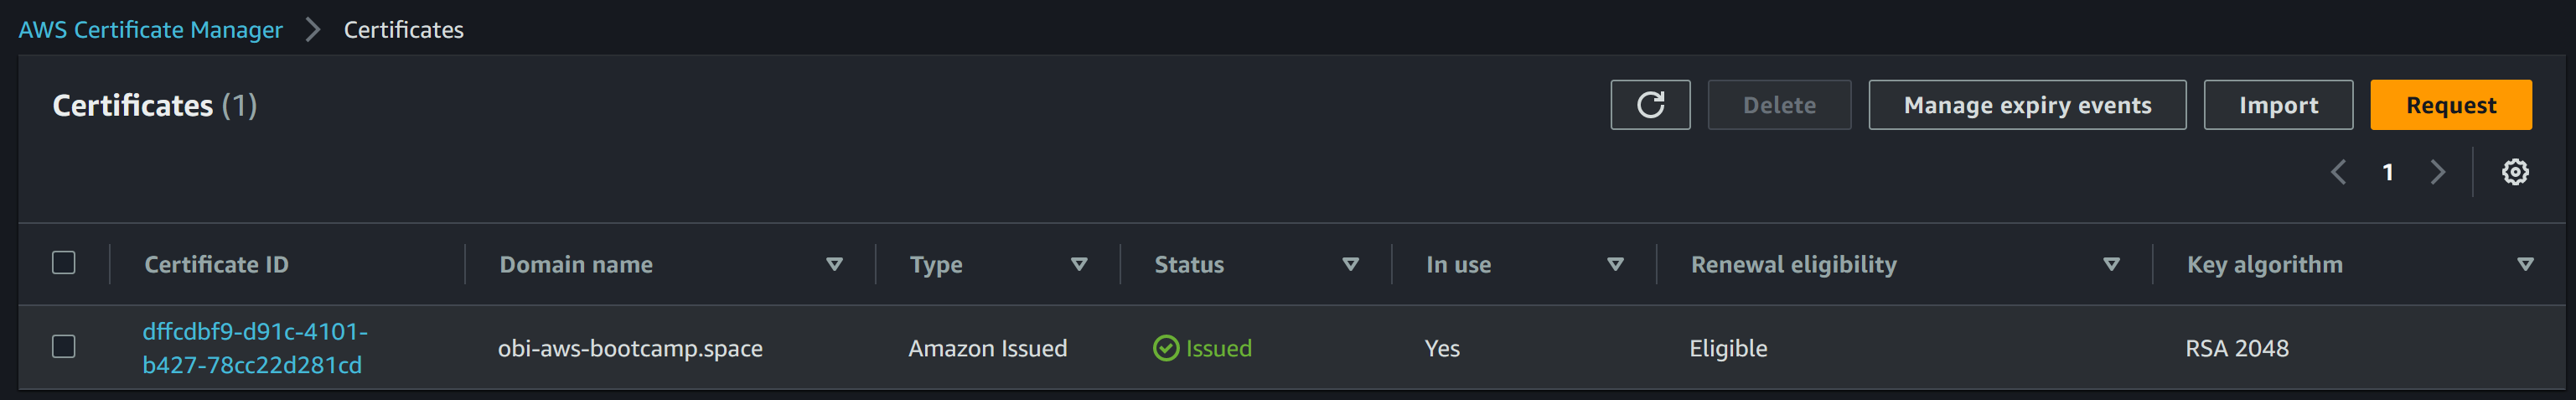 AWS Certificate Manager Certificates
Certificates (1)
Delete Manage expiry events Import Request
1
Certificate ID Domain name Type Status In use Renewal eligibility Key algorithm
dffcdbf9-d91c-4101-
b427-78cc22d281cd
obi-aws-bootcamp.space Amazon Issued Issued Yes Eligible RSA 2048